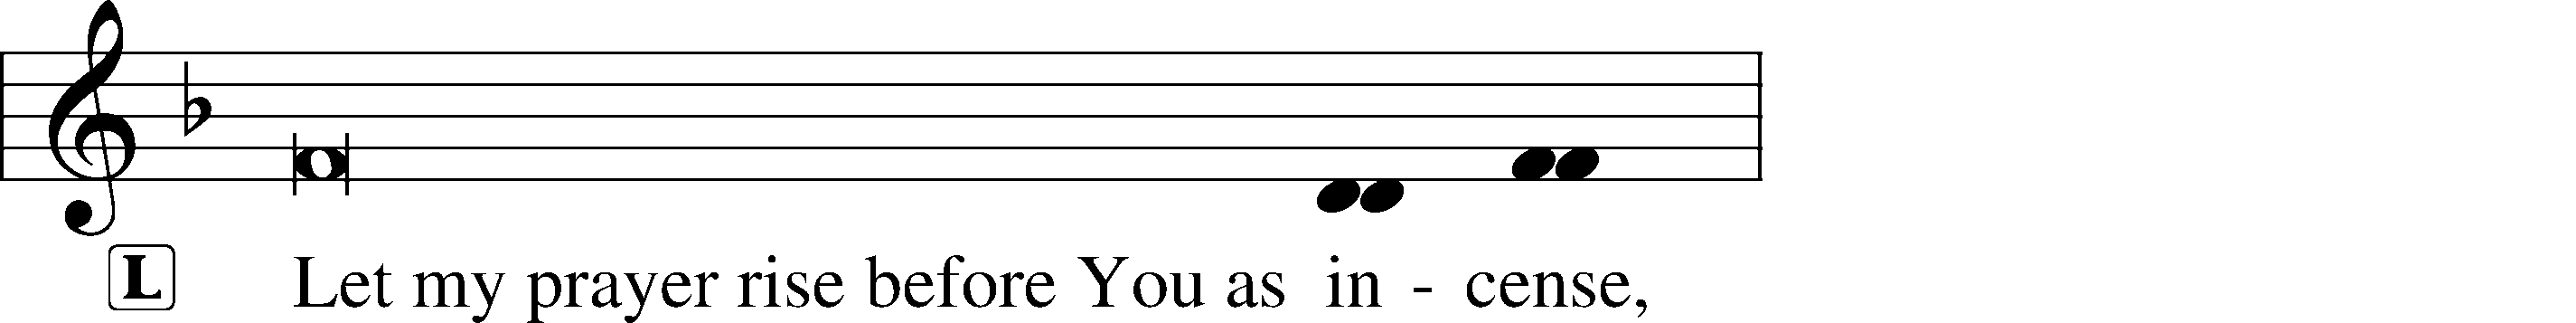 L Let my prayer rise before You as in - cense,